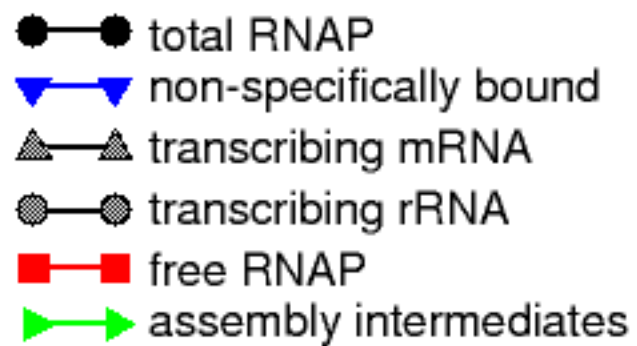 total RNAP
non-specifically bound
transcribing mRNA
transcribing rRNA
free RNAP
assembly intermediates